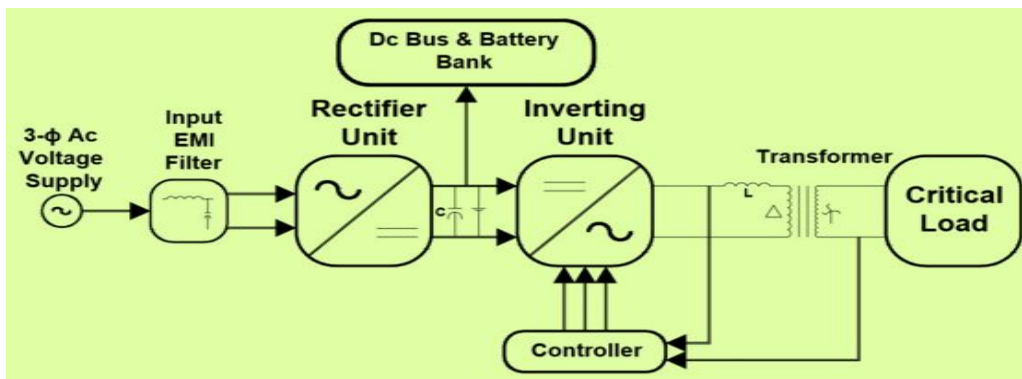 Dc Bus & Battery
Bank
Rectifier
Unit
Inverting
Unit
Input
EMI
Filter
3-ϕ Ac
Voltage
Supply
Transformer
C
L
Critical
Load
Controller